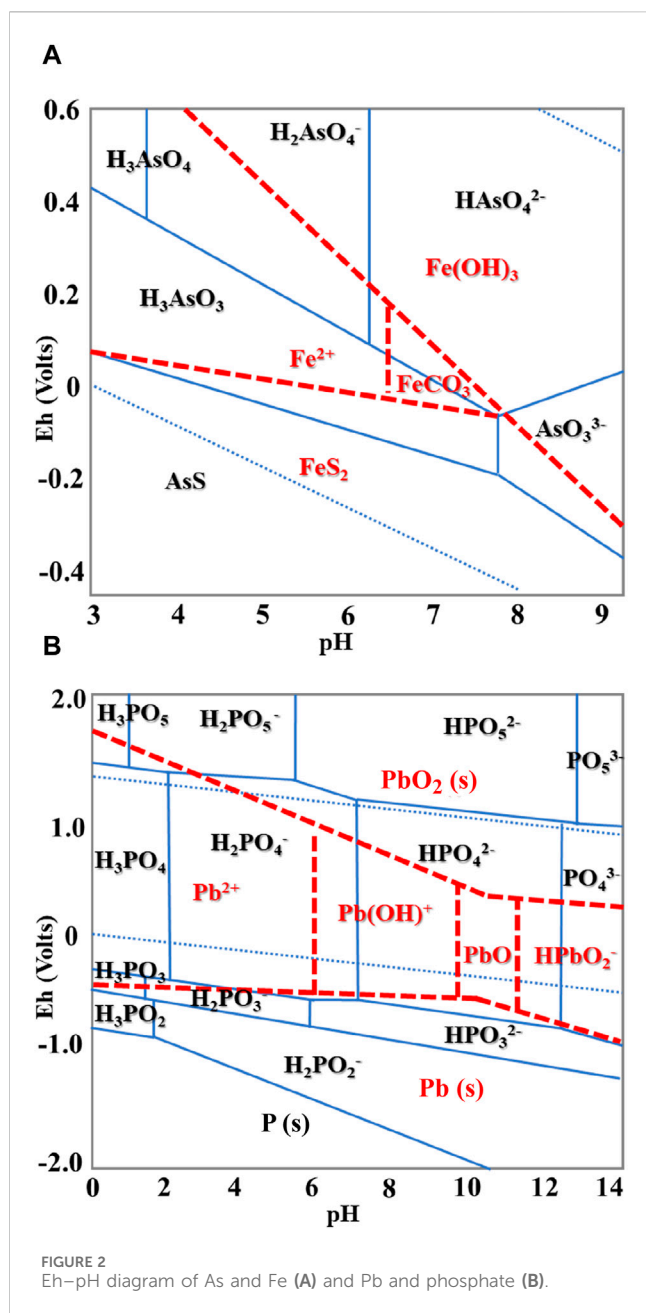 A
0.6
0.4
0.2
0
-0.2
-0.4
Eh (Volts)
H₃AsO₄
H₂AsO₄⁻
HAsO₄²⁻
Fe(OH)₃
H₃AsO₃
Fe²⁺
FeCO₃
AsO₃³⁻
AsS
FeS₂
3 4 5 6 7 8 9
pH
B
2.0
1.0
0
-1.0
-2.0
Eh (Volts)
H₃PO₅
H₂PO₅⁻
HPO₅²⁻
PO₅³⁻
PbO₂ (s)
H₃PO₄
H₂PO₄⁻
HPO₄²⁻
PO₄³⁻
Pb²⁺
Pb(OH)⁺
PbO
HPbO₂⁻
H₃PO₃
H₂PO₃⁻
HPO₃²⁻
H₃PO₂
H₂PO₂⁻
Pb (s)
P (s)
0 2 4 6 8 10 12 14
pH
FIGURE 2
Eh–pH diagram of As and Fe (A) and Pb and phosphate (B).